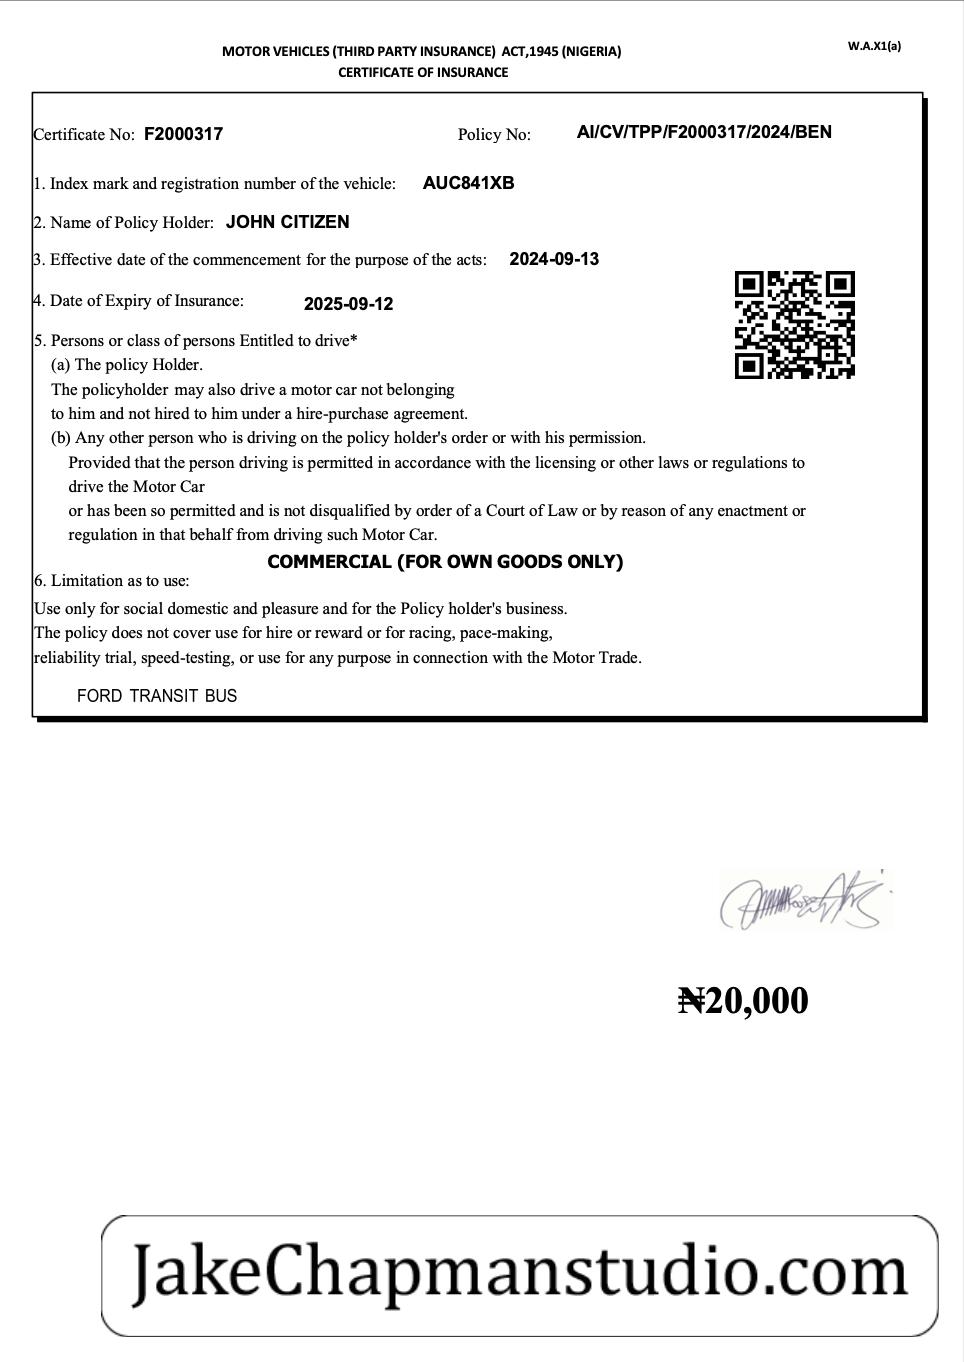 MOTOR VEHICLES (THIRD PARTY INSURANCE) ACT,1945 (NIGERIA)
W.A.X1(a)
CERTIFICATE OF INSURANCE
Certificate No: F2000317 Policy No: AI/CV/TPP/F2000317/2024/BEN
1. Index mark and registration number of the vehicle: AUC841XB
2. Name of Policy Holder: JOHN CITIZEN
3. Effective date of the commencement for the purpose of the acts: 2024-09-13
4. Date of Expiry of Insurance: 2025-09-12
5. Persons or class of persons Entitled to drive*
(a) The policy Holder.
The policyholder may also drive a motor car not belonging
to him and not hired to him under a hire-purchase agreement.
(b) Any other person who is driving on the policy holder's order or with his permission.
Provided that the person driving is permitted in accordance with the licensing or other laws or regulations to
drive the Motor Car
or has been so permitted and is not disqualified by order of a Court of Law or by reason of any enactment or
regulation in that behalf from driving such Motor Car.
COMMERCIAL (FOR OWN GOODS ONLY)
6. Limitation as to use:
Use only for social domestic and pleasure and for the Policy holder's business.
The policy does not cover use for hire or reward or for racing, pace-making,
reliability trial, speed-testing, or use for any purpose in connection with the Motor Trade.
FORD TRANSIT BUS
₦20,000
JakeChapmanstudio.com